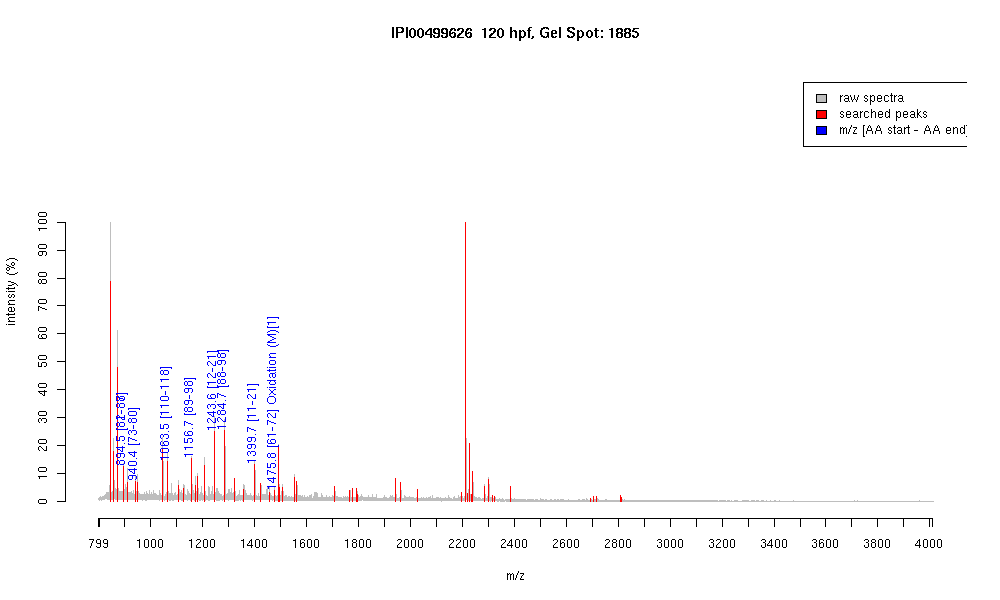 IPI00499626 120 hpf, Gel Spot: 1885
raw spectra
searched peaks
m/z [AA start - AA end]
intensity (%)
100
90
80
70
60
50
40
30
20
10
0
894.5 [82-88]
940.4 [73-80]
1063.5 [110-118]
1156.7 [89-98]
1243.6 [12-21]
1284.7 [88-98]
1399.7 [11-21]
1475.8 [61-72] Oxidation (M)[1]
799 1000 1200 1400 1600 1800 2000 2200 2400 2600 2800 3000 3200 3400 3600 3800 4000
m/z